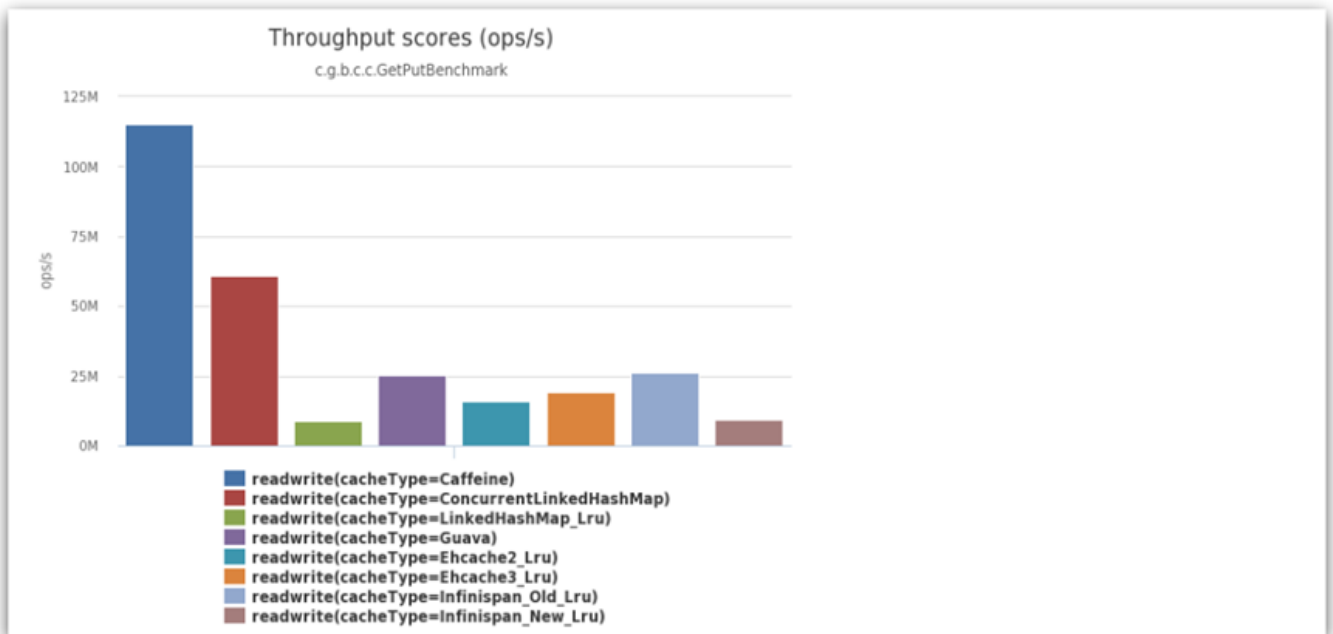 Throughput scores (ops/s)
c.g.b.c.c.GetPutBenchmark
125M
100M
75M
50M
25M
0M
ops/s
readwrite(cacheType=Caffeine)
readwrite(cacheType=ConcurrentLinkedHashMap)
readwrite(cacheType=LinkedHashMap_Lru)
readwrite(cacheType=Guava)
readwrite(cacheType=Ehcache2_Lru)
readwrite(cacheType=Ehcache3_Lru)
readwrite(cacheType=Infinispan_Old_Lru)
readwrite(cacheType=Infinispan_New_Lru)